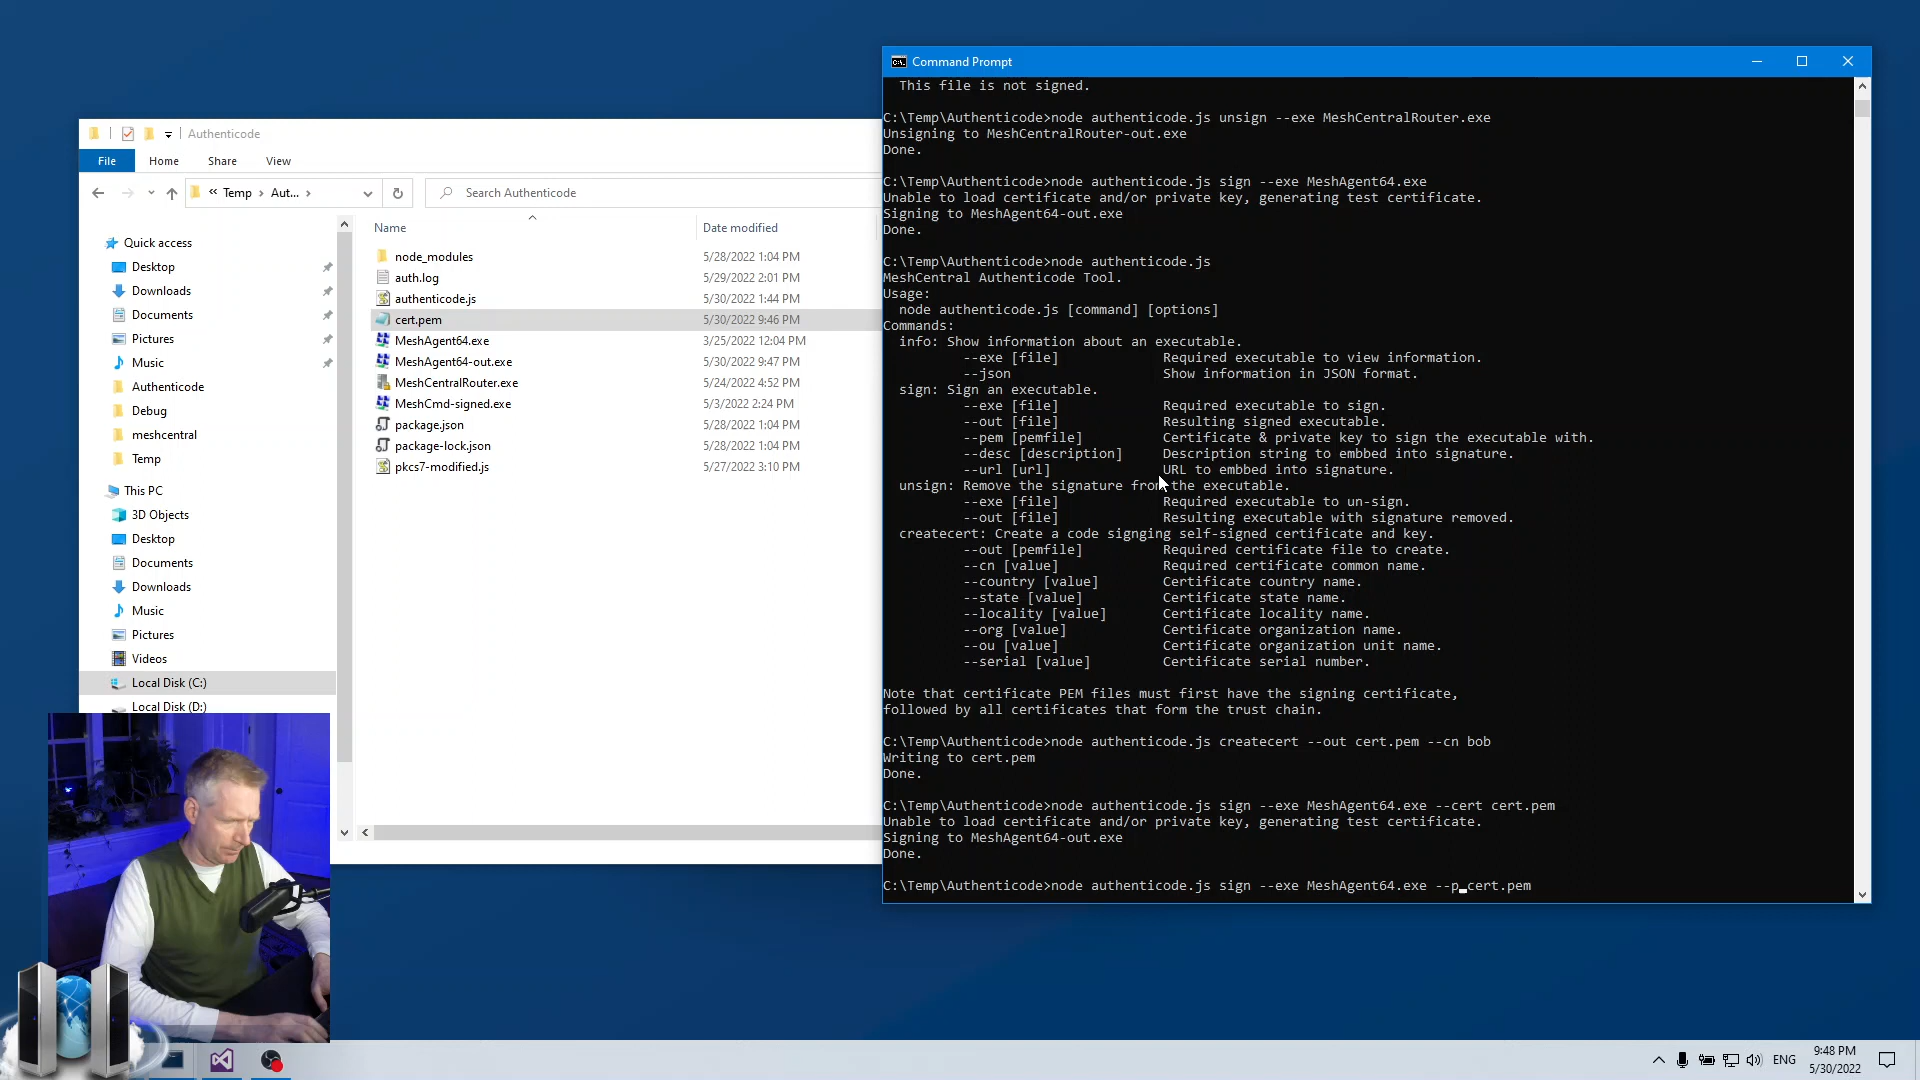 Authenticode
File Home Share View
« Temp › Aut... ›
Search Authenticode
Quick access
Desktop
Downloads
Documents
Pictures
Music
Authenticode
Debug
meshcentral
Temp
This PC
3D Objects
Desktop
Documents
Downloads
Music
Pictures
Videos
Local Disk (C:)
Local Disk (D:)
Name Date modified
node_modules 5/28/2022 1:04 PM
auth.log 5/29/2022 2:01 PM
authenticode.js 5/30/2022 1:44 PM
cert.pem 5/30/2022 9:46 PM
MeshAgent64.exe 3/25/2022 12:04 PM
MeshAgent64-out.exe 5/30/2022 9:47 PM
MeshCentralRouter.exe 5/24/2022 4:52 PM
MeshCmd-signed.exe 5/3/2022 2:24 PM
package.json 5/28/2022 1:04 PM
package-lock.json 5/28/2022 1:04 PM
pkcs7-modified.js 5/27/2022 3:10 PM
Command Prompt
This file is not signed.
C:\Temp\Authenticode>node authenticode.js unsign --exe MeshCentralRouter.exe
Unsigning to MeshCentralRouter-out.exe
Done.
C:\Temp\Authenticode>node authenticode.js sign --exe MeshAgent64.exe
Unable to load certificate and/or private key, generating test certificate.
Signing to MeshAgent64-out.exe
Done.
C:\Temp\Authenticode>node authenticode.js
MeshCentral Authenticode Tool.
Usage:
node authenticode.js [command] [options]
Commands:
info: Show information about an executable.
--exe [file] Required executable to view information.
--json Show information in JSON format.
sign: Sign an executable.
--exe [file] Required executable to sign.
--out [file] Resulting signed executable.
--pem [pemfile] Certificate & private key to sign the executable with.
--desc [description] Description string to embbed into signature.
--url [url] URL to embbed into signature.
unsign: Remove the signature from the executable.
--exe [file] Required executable to un-sign.
--out [file] Resulting executable with signature removed.
createcert: Create a code signging self-signed certificate and key.
--out [pemfile] Required certificate file to create.
--cn [value] Required certificate common name.
--country [value] Certificate country name.
--state [value] Certificate state name.
--locality [value] Certificate locality name.
--org [value] Certificate organization name.
--ou [value] Certificate organization unit name.
--serial [value] Certificate serial number.
Note that certificate PEM files must first have the signing certificate,
followed by all certificates that form the trust chain.
C:\Temp\Authenticode>node authenticode.js createcert --out cert.pem --cn bob
Writing to cert.pem
Done.
C:\Temp\Authenticode>node authenticode.js sign --exe MeshAgent64.exe --cert cert.pem
Unable to load certificate and/or private key, generating test certificate.
Signing to MeshAgent64-out.exe
Done.
C:\Temp\Authenticode>node authenticode.js sign --exe MeshAgent64.exe --p cert.pem
ENG
9:48 PM
5/30/2022